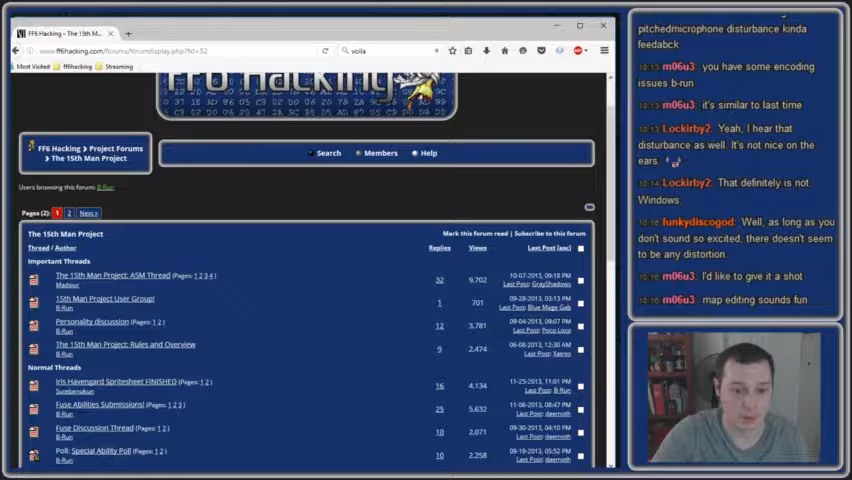 FF6 Hacking - The 15th M...
www.ff6hacking.com/forums/forumdisplay.php?fid=52
voila
Most Visited ff6hacking Streaming
ff6 hacking
FF6 Hacking > Project Forums
> The 15th Man Project
Search Members Help
Users browsing this forum: B-Run
Pages (2): 1 2 Next »
The 15th Man Project
Mark this forum read | Subscribe to this forum
Thread / Author Replies Views Last Post [asc]
Important Threads
The 15th Man Project: ASM Thread (Pages: 1 2 3 4)
Madsiur
32 9,702 10-07-2013, 09:18 PM
Last Post: GrayShadows
15th Man Project User Group!
B-Run
1 701 09-28-2013, 03:13 PM
Last Post: Blue Mage Gab
Personality discussion (Pages: 1 2)
B-Run
12 3,781 09-04-2013, 09:07 PM
Last Post: Poco Loco
The 15th Man Project: Rules and Overview
B-Run
9 2,474 06-08-2013, 12:30 AM
Last Post: Xatres
Normal Threads
Iris Havengard Spritesheet FINISHED (Pages: 1 2)
Sutebenukun
16 4,134 11-25-2013, 11:01 PM
Last Post: B-Run
Fuse Abilities Submissions! (Pages: 1 2 3)
B-Run
25 5,632 11-06-2013, 08:47 PM
Last Post: daemoth
Fuse Discussion Thread (Pages: 1 2)
B-Run
10 2,071 09-30-2013, 04:10 PM
Last Post: daemoth
Poll: Special Ability Poll (Pages: 1 2)
B-Run
10 2,258 09-19-2013, 05:52 PM
Last Post: daemoth
pitchedmicrophone disturbance kinda
feedabck
10:13 m06u3: you have some encoding
issues b-run
10:13 m06u3: it's similar to last time
10:13 Lockirby2: Yeah, I hear that
disturbance as well. It's not nice on the
ears.
10:14 Lockirby2: That definitely is not
Windows.
10:16 funkydiscogod: Well, as long as you
don't sound so excited, there doesn't seem
to be any distortion.
10:16 m06u3: I'd like to give it a shot
10:16 m06u3: map editing sounds fun